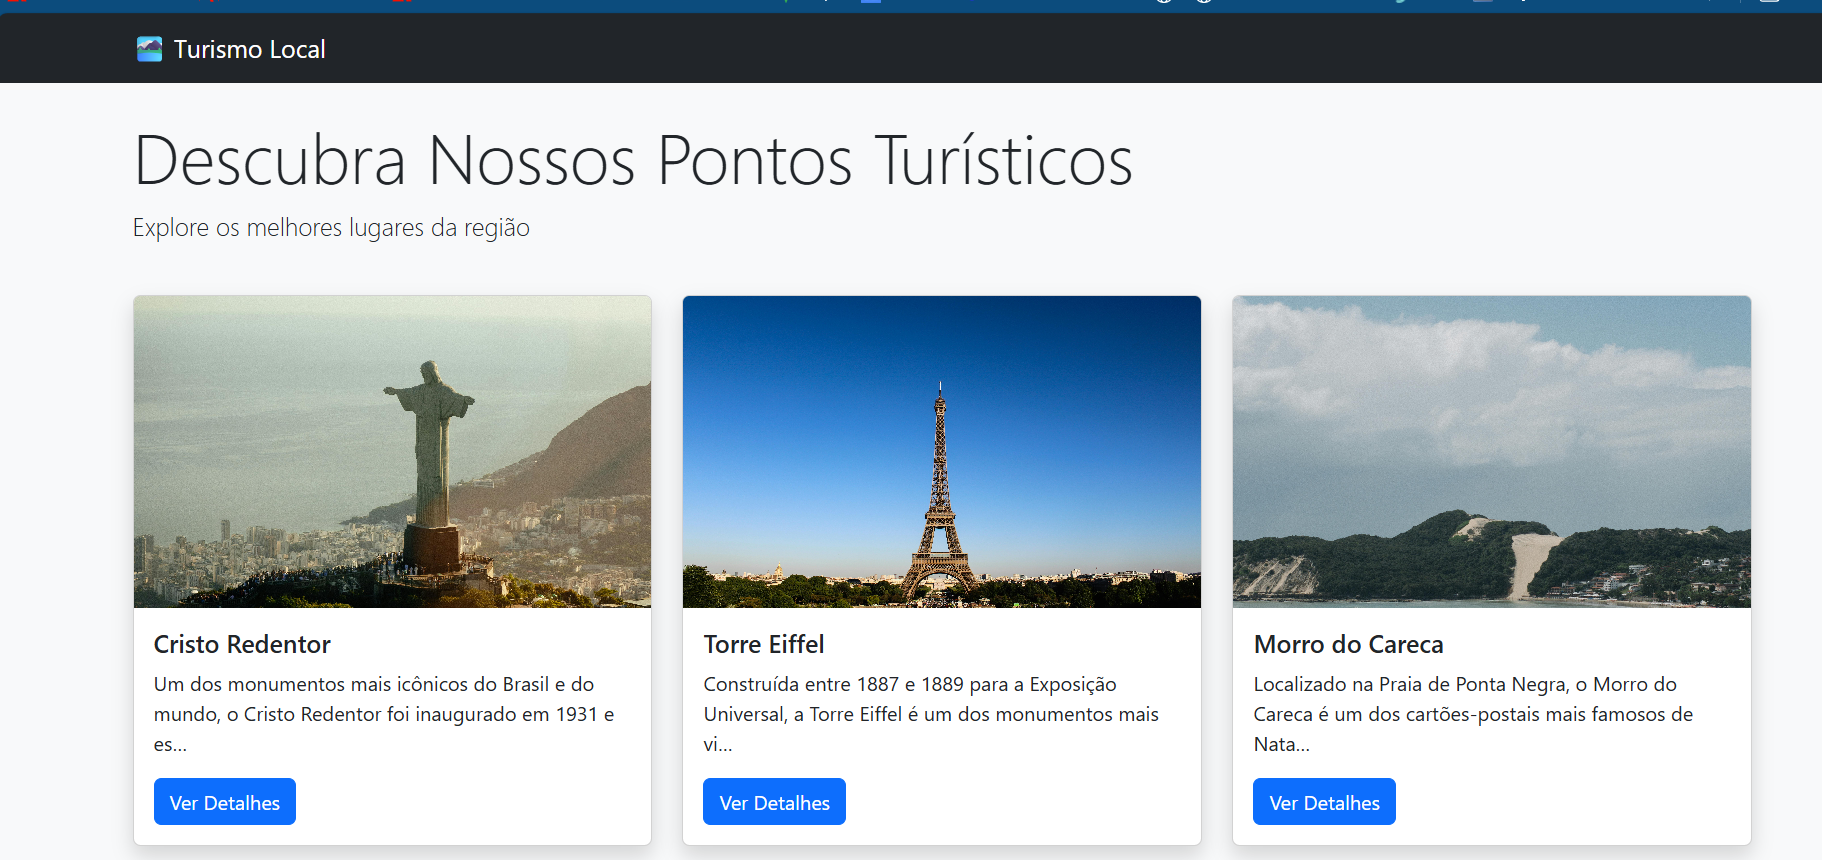 Turismo Local
Descubra Nossos Pontos Turísticos
Explore os melhores lugares da região
Cristo Redentor
Um dos monumentos mais icônicos do Brasil e do
mundo, o Cristo Redentor foi inaugurado em 1931 e
es...
Ver Detalhes
Torre Eiffel
Construída entre 1887 e 1889 para a Exposição
Universal, a Torre Eiffel é um dos monumentos mais
vi...
Ver Detalhes
Morro do Careca
Localizado na Praia de Ponta Negra, o Morro do
Careca é um dos cartões-postais mais famosos de
Nata...
Ver Detalhes